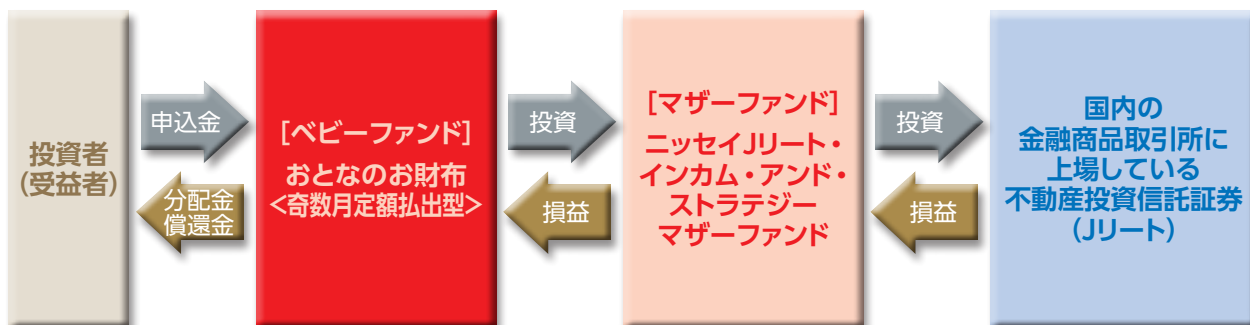 投資者
(受益者)
申込金
分配金
償還金
[ベビーファンド]
おとなのお財布
<奇数月定額払出型>
投資
損益
[マザーファンド]
ニッセイJリート・
インカム・アンド・
ストラテジー
マザーファンド
投資
損益
国内の
金融商品取引所に
上場している
不動産投資信託証券
(Jリート)